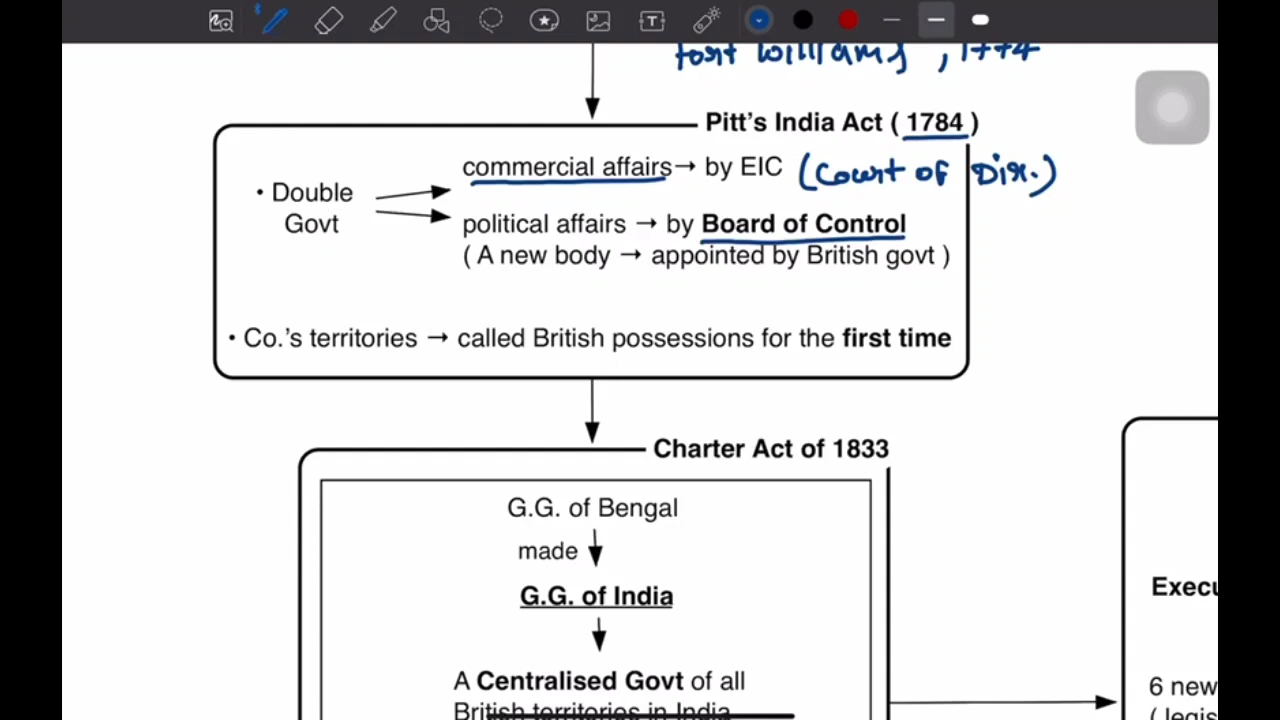 Fort Williams, 1774
Pitt's India Act ( 1784 )
commercial affairs→ by EIC (Court of Dir.)
• Double
Govt
political affairs → by Board of Control
( A new body → appointed by British govt )
• Co.'s territories → called British possessions for the first time
Charter Act of 1833
G.G. of Bengal
made
G.G. of India
A Centralised Govt of all
British territories in India
6 new